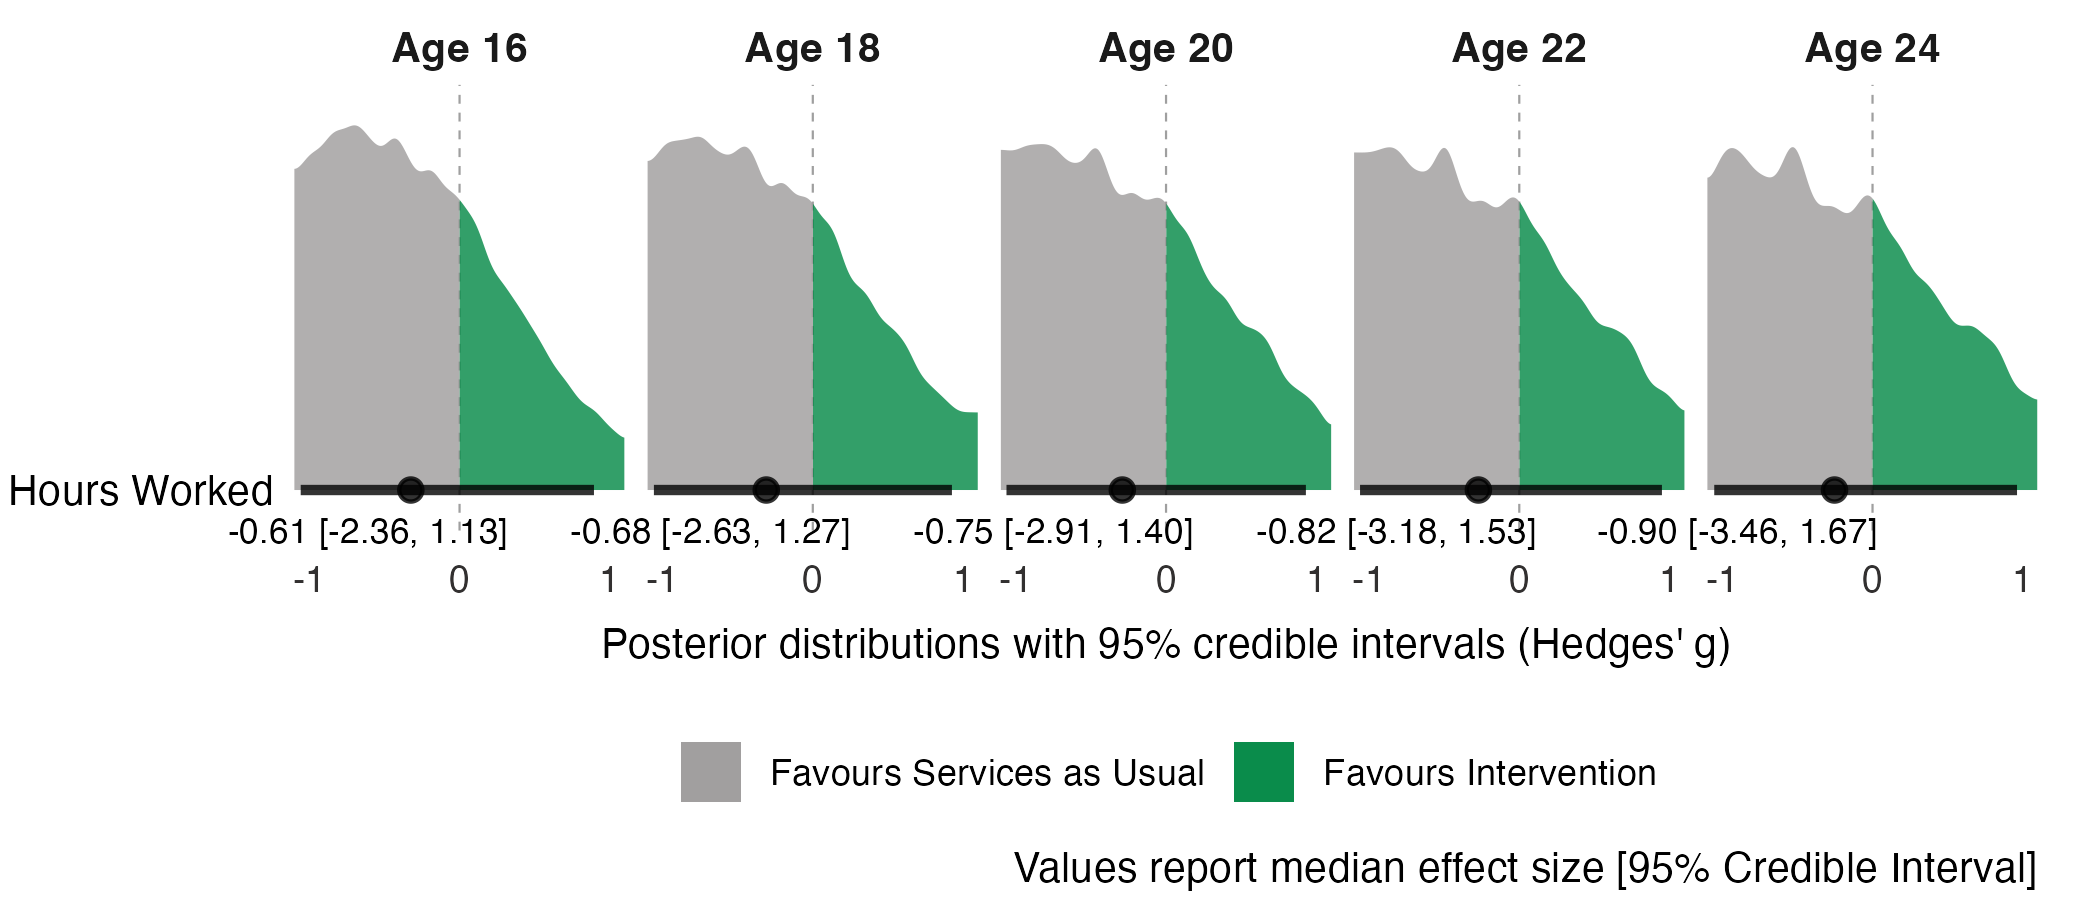 Age 16 Age 18 Age 20 Age 22 Age 24
Hours Worked
-0.61 [-2.36, 1.13] -0.68 [-2.63, 1.27] -0.75 [-2.91, 1.40] -0.82 [-3.18, 1.53] -0.90 [-3.46, 1.67]
-1 0 1 -1 0 1 -1 0 1 -1 0 1 -1 0 1
Posterior distributions with 95% credible intervals (Hedges' g)
Favours Services as Usual Favours Intervention
Values report median effect size [95% Credible Interval]